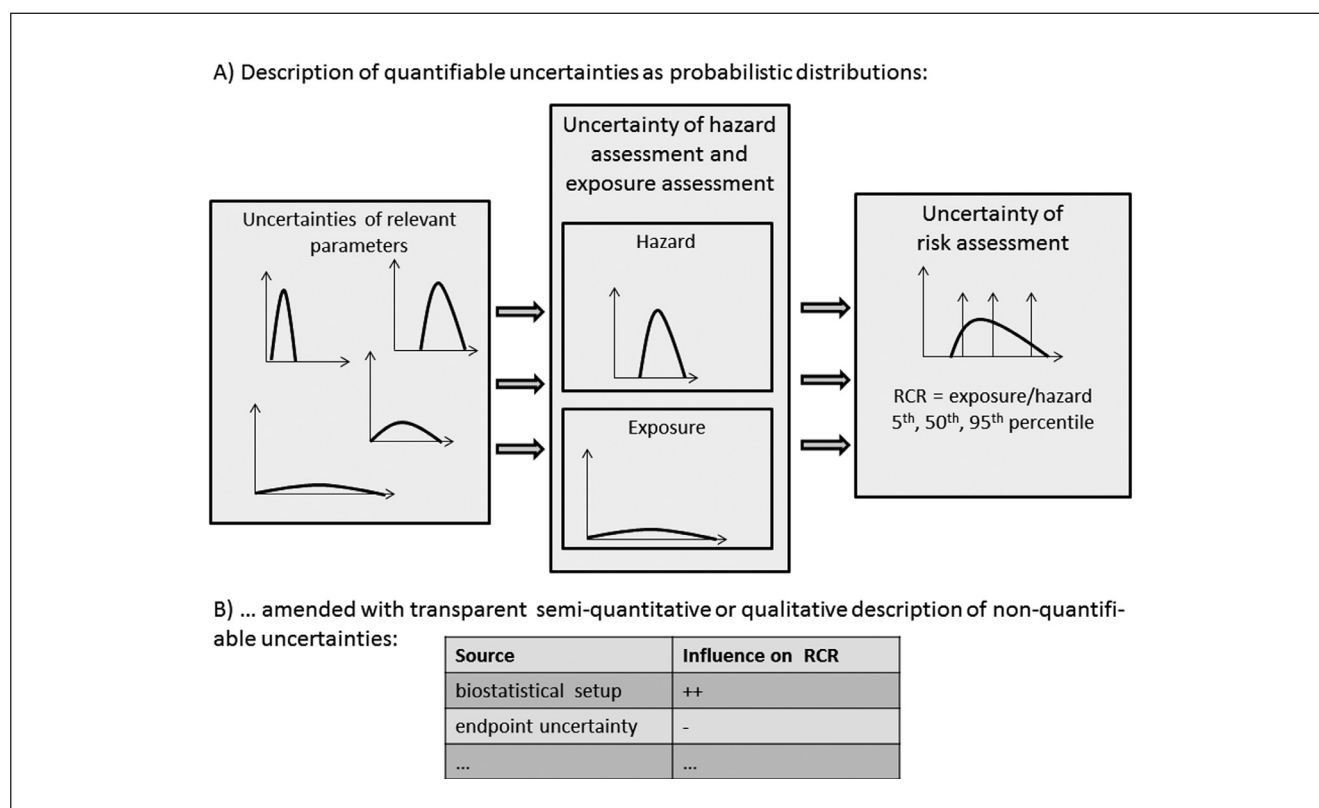 A) Description of quantifiable uncertainties as probabilistic distributions:
Uncertainties of relevant
parameters
Uncertainty of hazard
assessment and
exposure assessment
Hazard
Exposure
Uncertainty of
risk assessment
RCR = exposure/hazard
5th, 50th, 95th percentile
B) ... amended with transparent semi-quantitative or qualitative description of non-quantifi-
able uncertainties:
Source Influence on RCR
biostatistical setup ++
endpoint uncertainty -
... ...